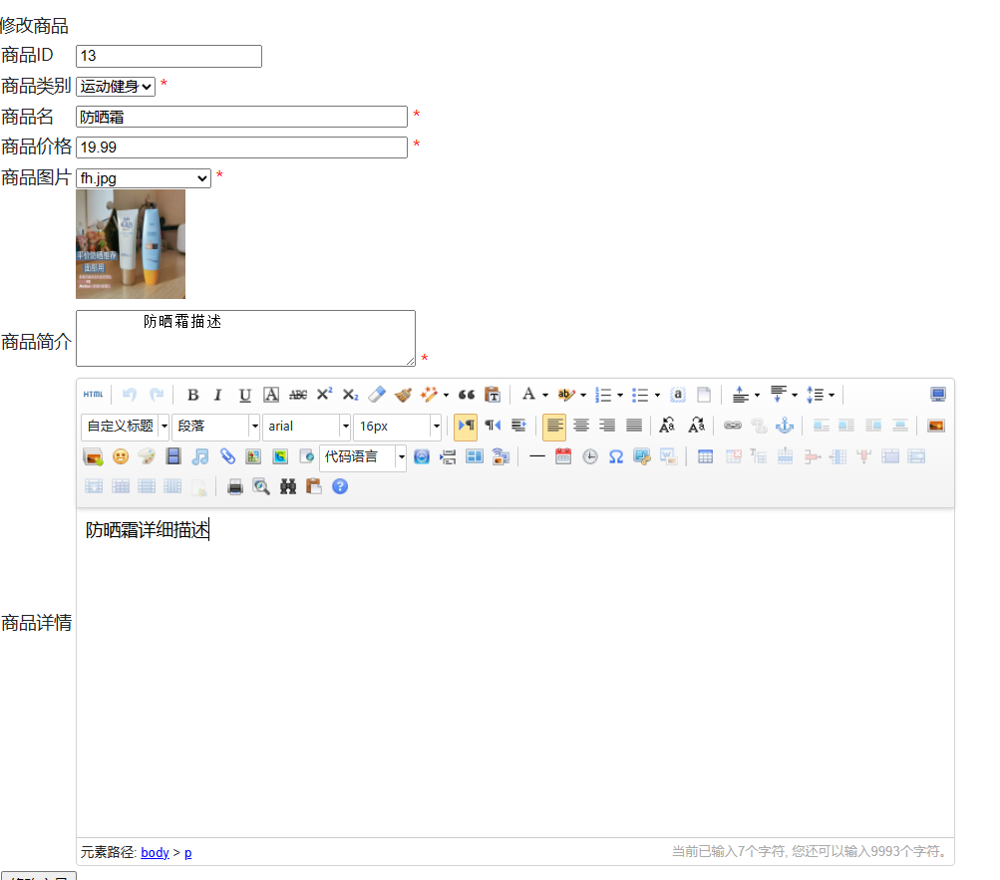 修改商品
商品ID 13
商品类别 运动健身 *
商品名 防晒霜 *
商品价格 19.99 *
商品图片 fh.jpg *
平价防晒推荐
面部用
商品简介 防晒霜描述 *
HTML
自定义标题 段落 arial 16px
代码语言
防晒霜详细描述
商品详情
元素路径: body > p 当前已输入7个字符, 您还可以输入9993个字符。